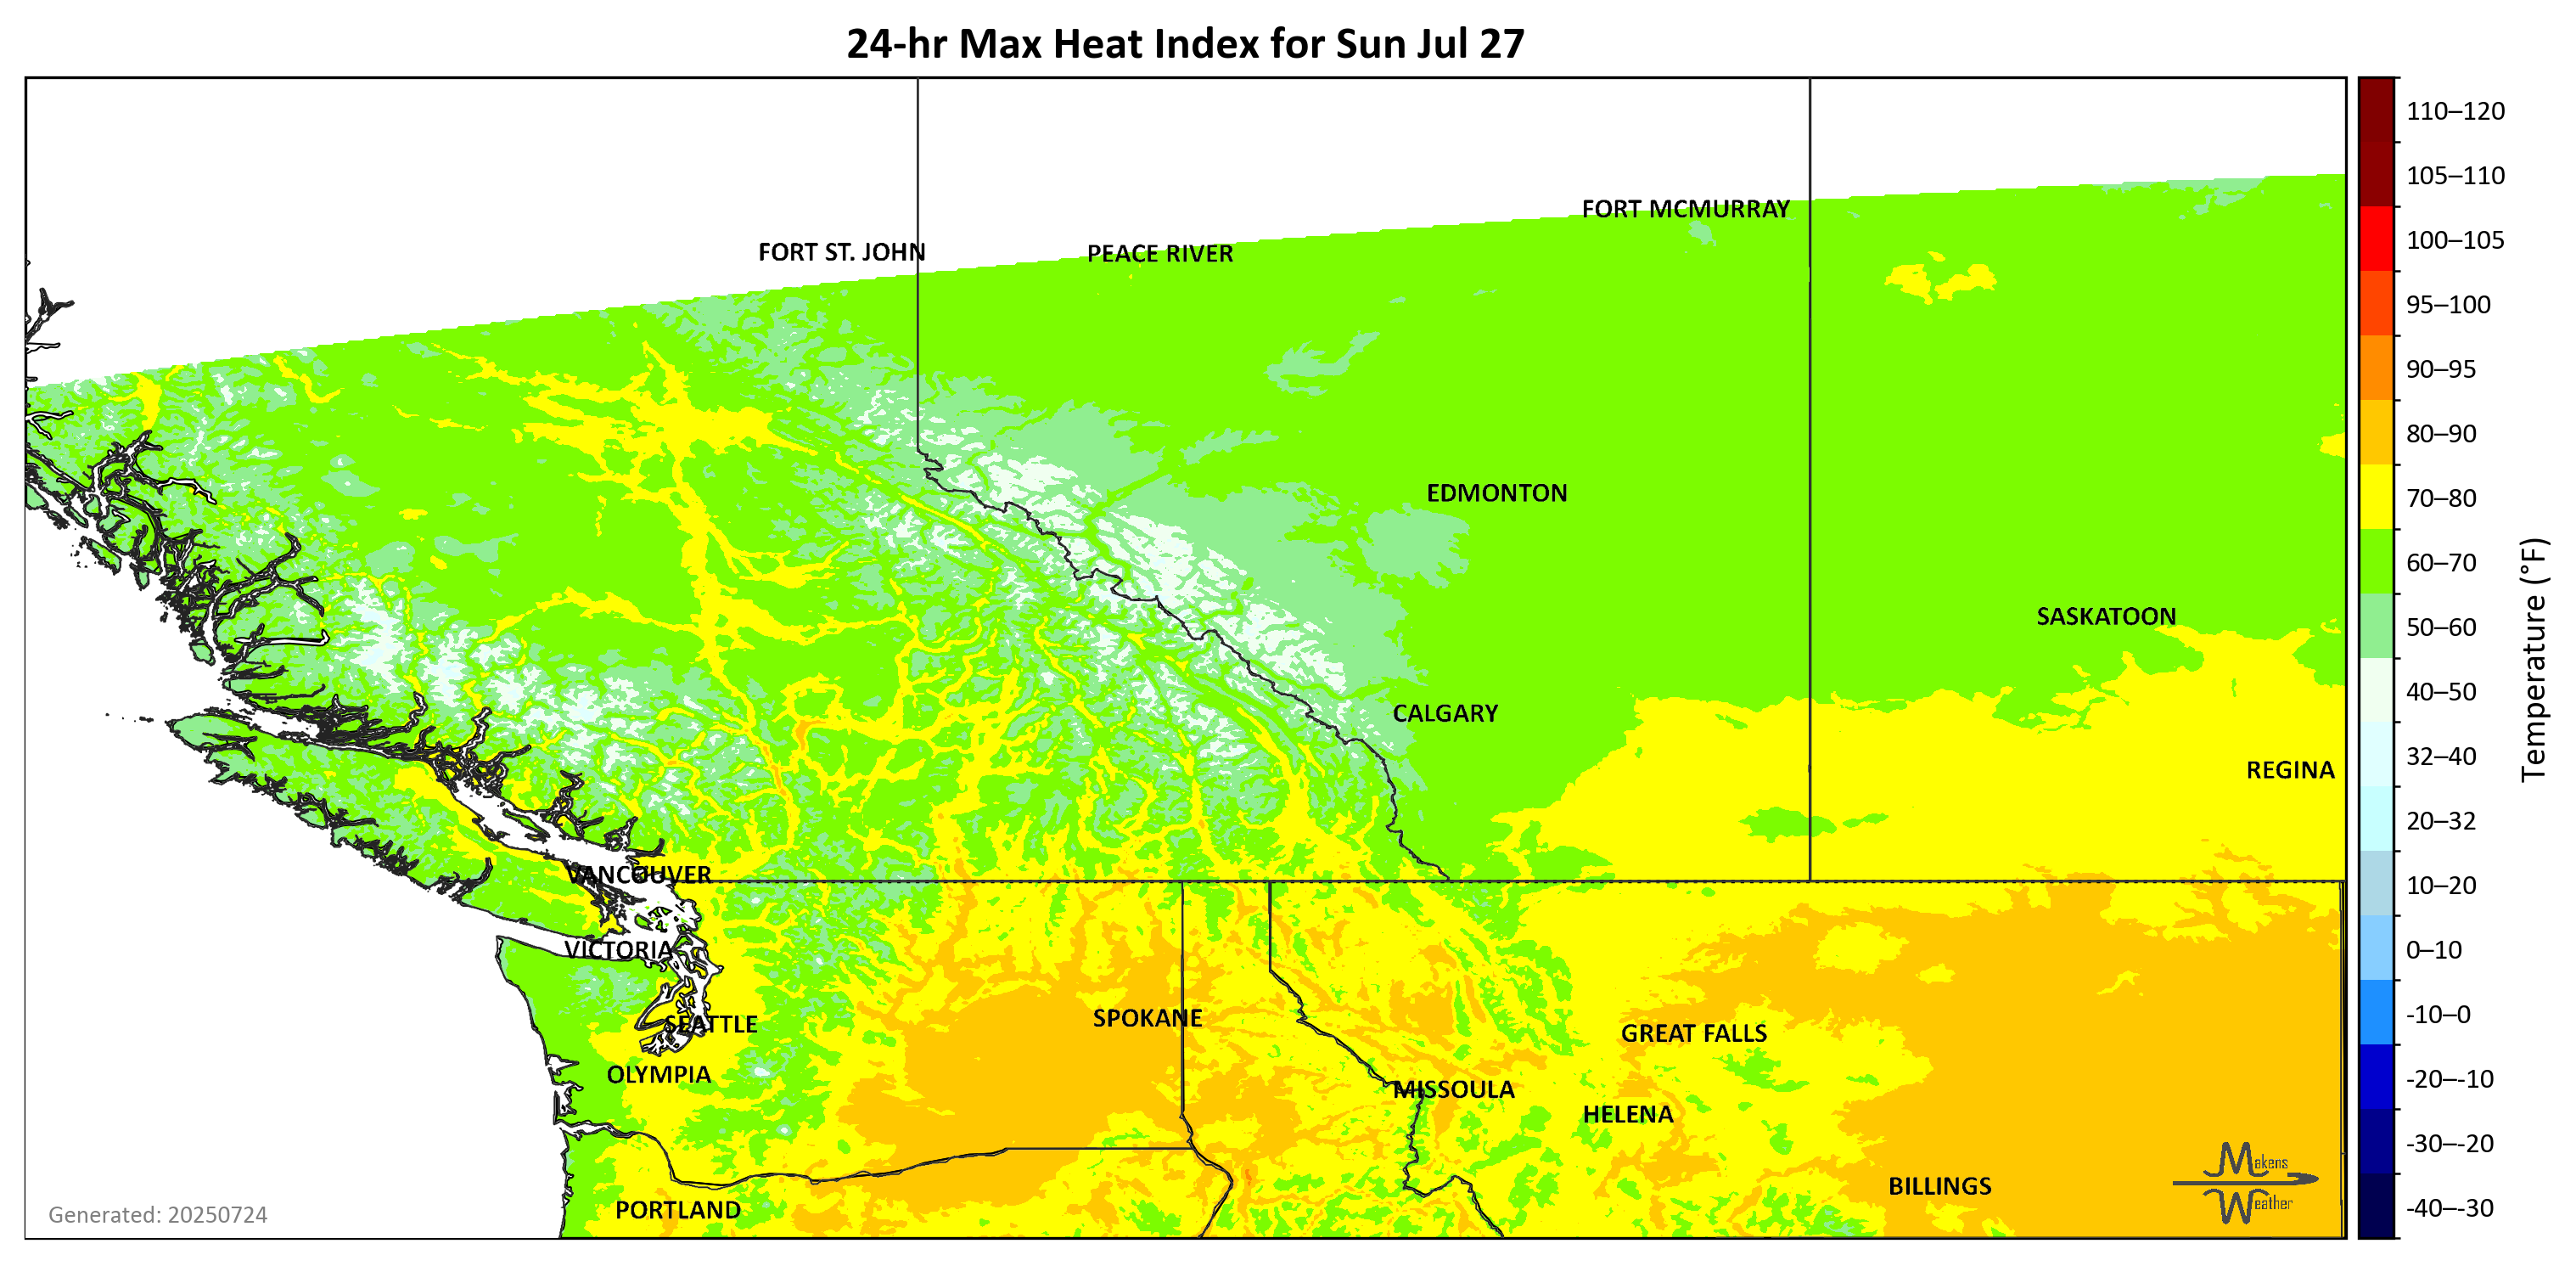 24-hr Max Heat Index for Sun Jul 27
110–120
105–110
FORT MCMURRAY
100–105
FORT ST. JOHN
PEACE RIVER
95–100
90–95
80–90
EDMONTON
70–80
60–70
SASKATOON
50–60
Temperature (°F)
40–50
CALGARY
32–40
REGINA
20–32
VANCOUVER
10–20
VICTORIA
0–10
SPOKANE
-10–0
SEATTLE
GREAT FALLS
OLYMPIA
-20–-10
MISSOULA
HELENA
-30–-20
Makens
Weather
BILLINGS
-40–-30
PORTLAND
Generated: 20250724